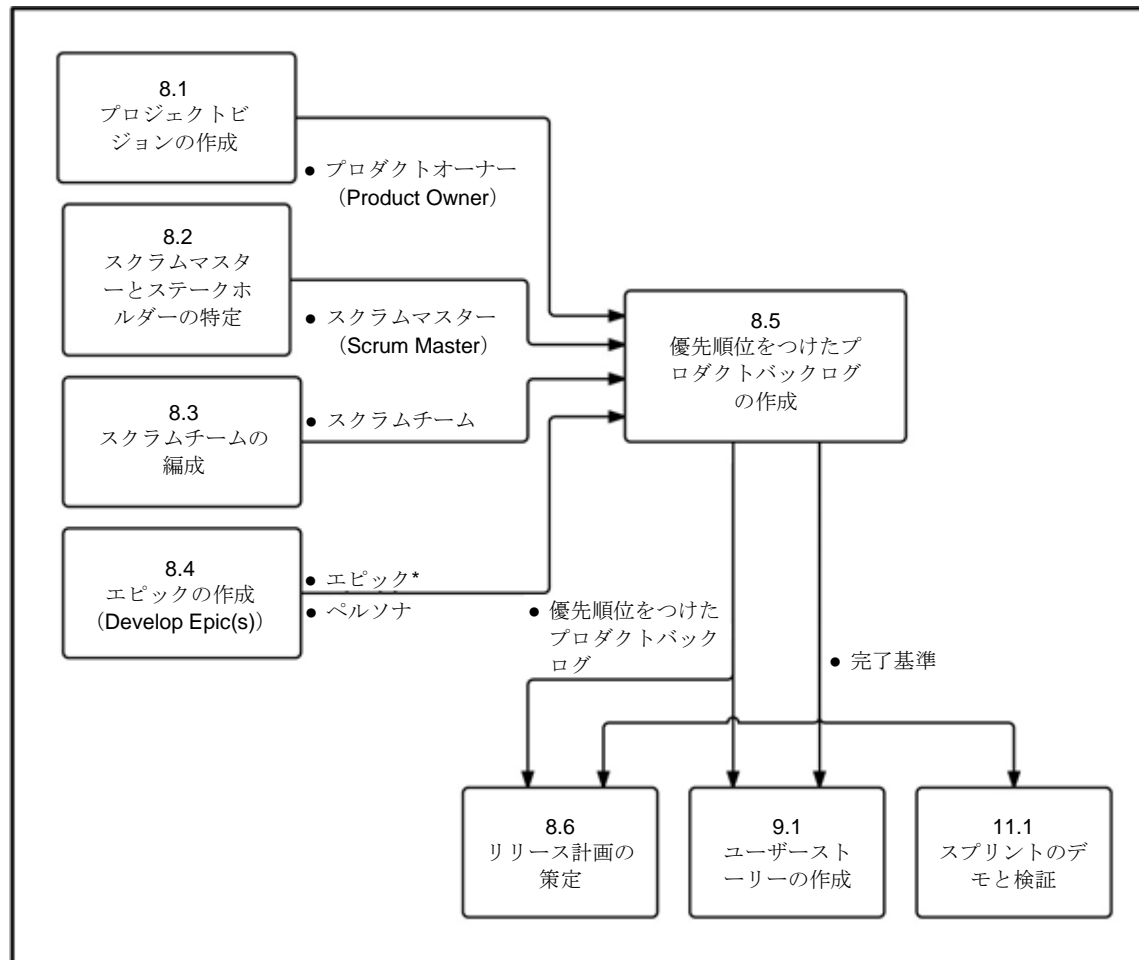 8.1
プロジェクトビ
ジョンの作成
● プロダクトオーナー
（Product Owner）
8.2
スクラムマスタ
ーとステークホ
ルダーの特定
● スクラムマスター
（Scrum Master）
8.3
スクラムチームの
編成
● スクラムチーム
8.4
エピックの作成
（Develop Epic(s)）
● エピック*
● ペルソナ
8.5
優先順位をつけたプ
ロダクトバックログ
の作成
● 優先順位をつけた
プロダクトバック
ログ
● 完了基準
8.6
リリース計画の
策定
9.1
ユーザースト
ーリーの作成
11.1
スプリントのデ
モと検証